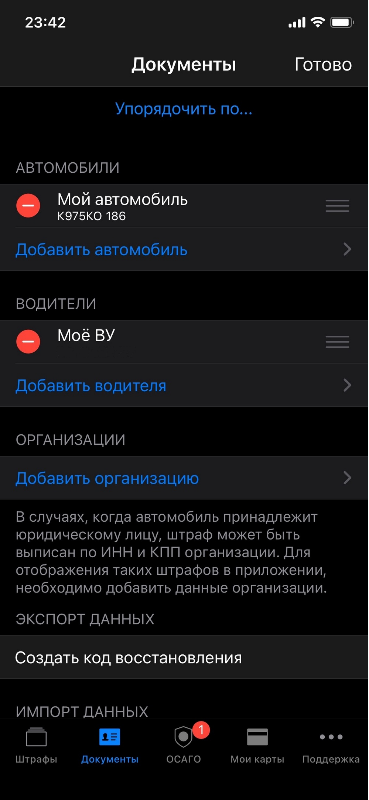 23:42
Документы
Готово
Упорядочить по...
АВТОМОБИЛИ
Мой автомобиль
К975КО 186
Добавить автомобиль
ВОДИТЕЛИ
Моё ВУ
Добавить водителя
ОРГАНИЗАЦИИ
Добавить организацию
В случаях, когда автомобиль принадлежит
юридическому лицу, штраф может быть
выписан по ИНН и КПП организации. Для
отображения таких штрафов в приложении,
необходимо добавить данные организации.
ЭКСПОРТ ДАННЫХ
Создать код восстановления
ИМПОРТ ДАННЫХ
1
Штрафы
Документы
ОСАГО
Мои карты
Поддержка